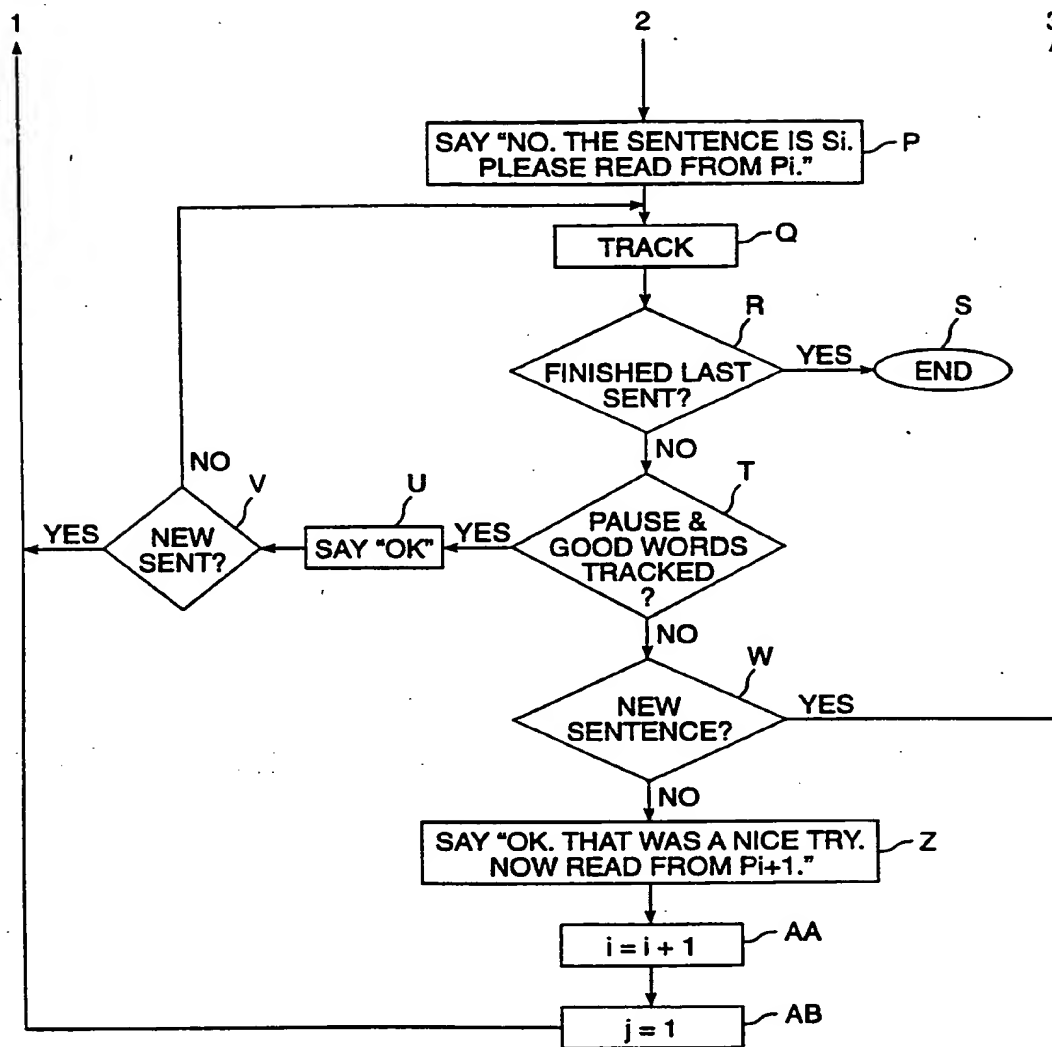 1
2
3
SAY "NO. THE SENTENCE IS Si.
PLEASE READ FROM Pi."
P
TRACK
Q
R
FINISHED LAST
SENT?
YES
S
END
NO
T
PAUSE &
GOOD WORDS
TRACKED
?
YES
U
SAY "OK"
V
NEW
SENT?
NO
YES
NO
W
NEW
SENTENCE?
YES
NO
SAY "OK. THAT WAS A NICE TRY.
NOW READ FROM Pi+1."
Z
i = i + 1
AA
j = 1
AB